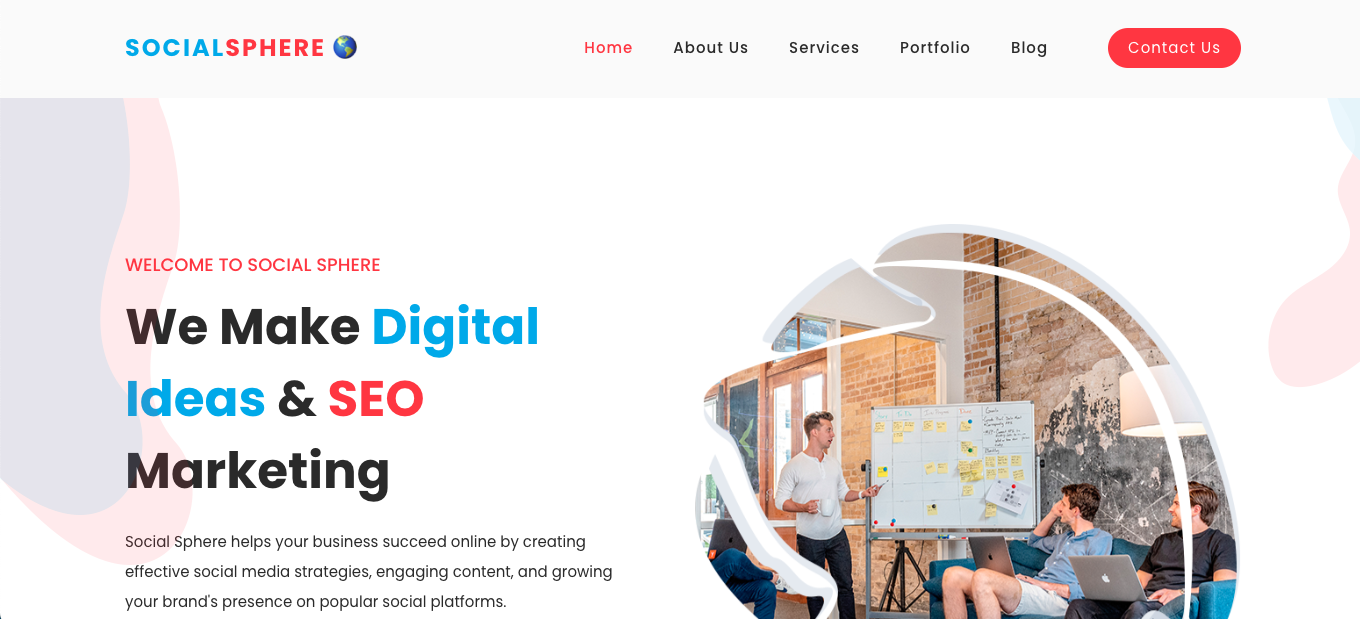 SOCIALSPHERE
Home About Us Services Portfolio Blog Contact Us
WELCOME TO SOCIAL SPHERE
We Make Digital
Ideas & SEO
Marketing
Social Sphere helps your business succeed online by creating
effective social media strategies, engaging content, and growing
your brand's presence on popular social platforms.